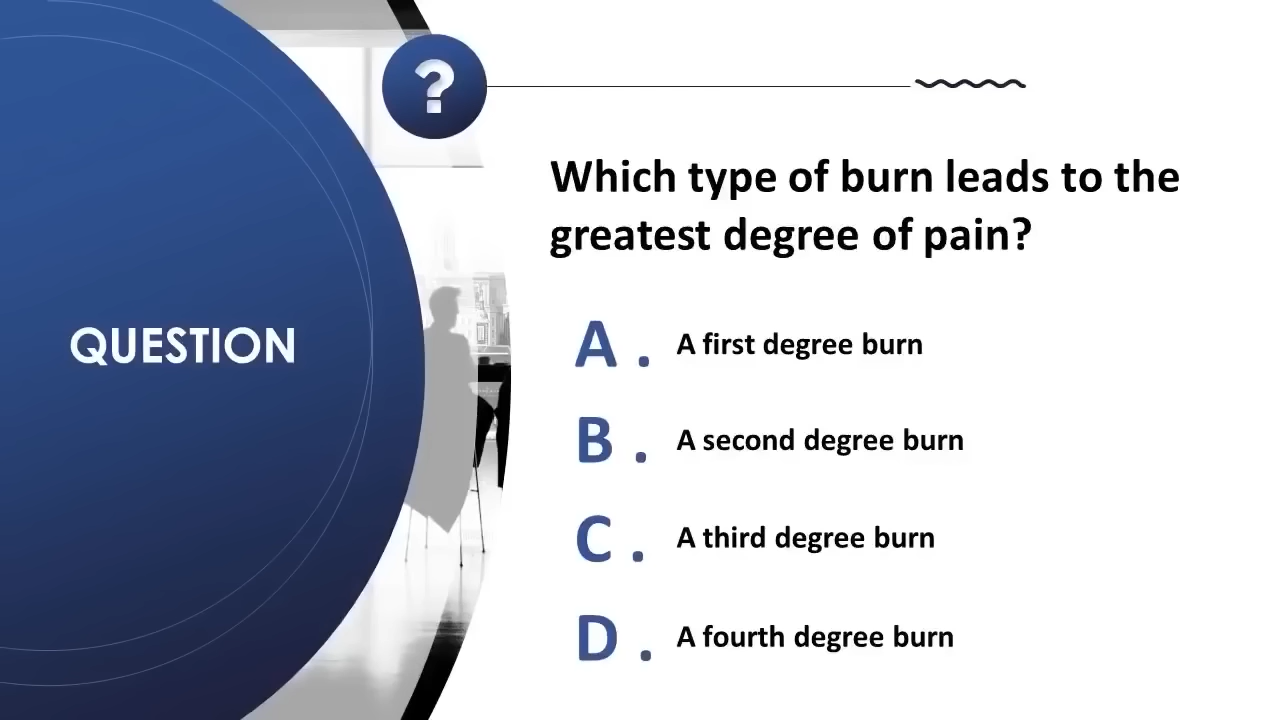 ?
QUESTION
Which type of burn leads to the
greatest degree of pain?
A . A first degree burn
B . A second degree burn
C . A third degree burn
D . A fourth degree burn